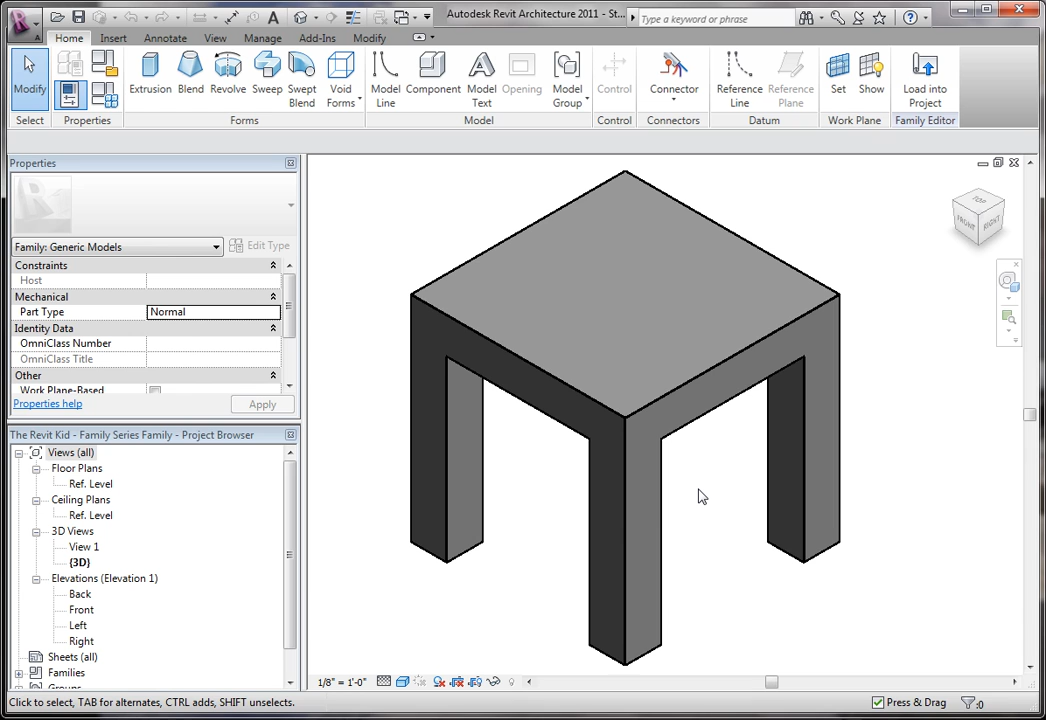 Autodesk Revit Architecture 2011 - St...
Type a keyword or phrase
Home Insert Annotate View Manage Add-Ins Modify
Modify Extrusion Blend Revolve Sweep Swept Blend Void Forms Model Line Component Model Text Opening Model Group Control Connector Reference Line Reference Plane Set Show Load into Project
Select Properties Forms Model Control Connectors Datum Work Plane Family Editor
Properties
Family: Generic Models Edit Type
Constraints
Host
Mechanical
Part Type Normal
Identity Data
OmniClass Number
OmniClass Title
Other
Work Plane-Based
Properties help Apply
The Revit Kid - Family Series Family - Project Browser
Views (all)
Floor Plans
Ref. Level
Ceiling Plans
Ref. Level
3D Views
View 1
{3D}
Elevations (Elevation 1)
Back
Front
Left
Right
Sheets (all)
Families
Groups
TOP
FRONT RIGHT
1/8" = 1'-0"
Click to select, TAB for alternates, CTRL adds, SHIFT unselects. Press & Drag :0